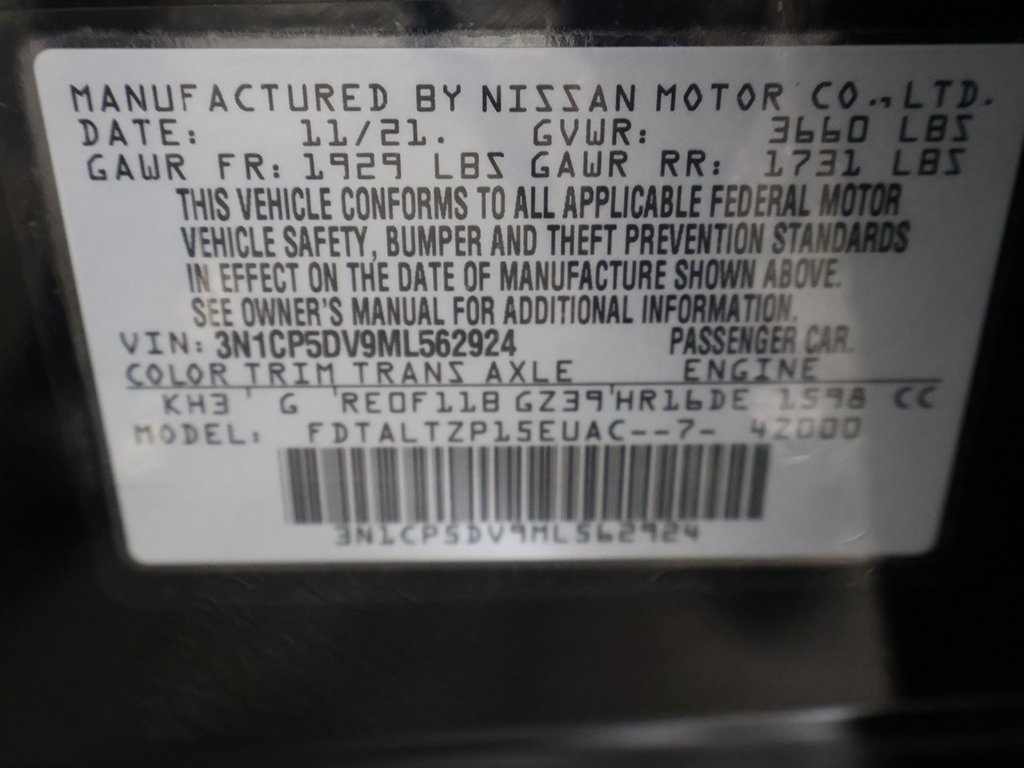 MANUFACTURED BY NISSAN MOTOR CO., LTD.
DATE: 11/21. GVWR: 3660 LBS
GAWR FR: 1929 LBS GAWR RR: 1731 LBS
THIS VEHICLE CONFORMS TO ALL APPLICABLE FEDERAL MOTOR
VEHICLE SAFETY, BUMPER AND THEFT PREVENTION STANDARDS
IN EFFECT ON THE DATE OF MANUFACTURE SHOWN ABOVE.
SEE OWNER'S MANUAL FOR ADDITIONAL INFORMATION.
VIN: 3N1CP5DV9ML562924 PASSENGER CAR.
COLOR TRIM TRANS AXLE ENGINE
KH3 G RE0F11B GZ39 HR16DE 1598 CC
MODEL: FDTALTZP15EUAC--7- 42000
3N1CP5DV9ML562924